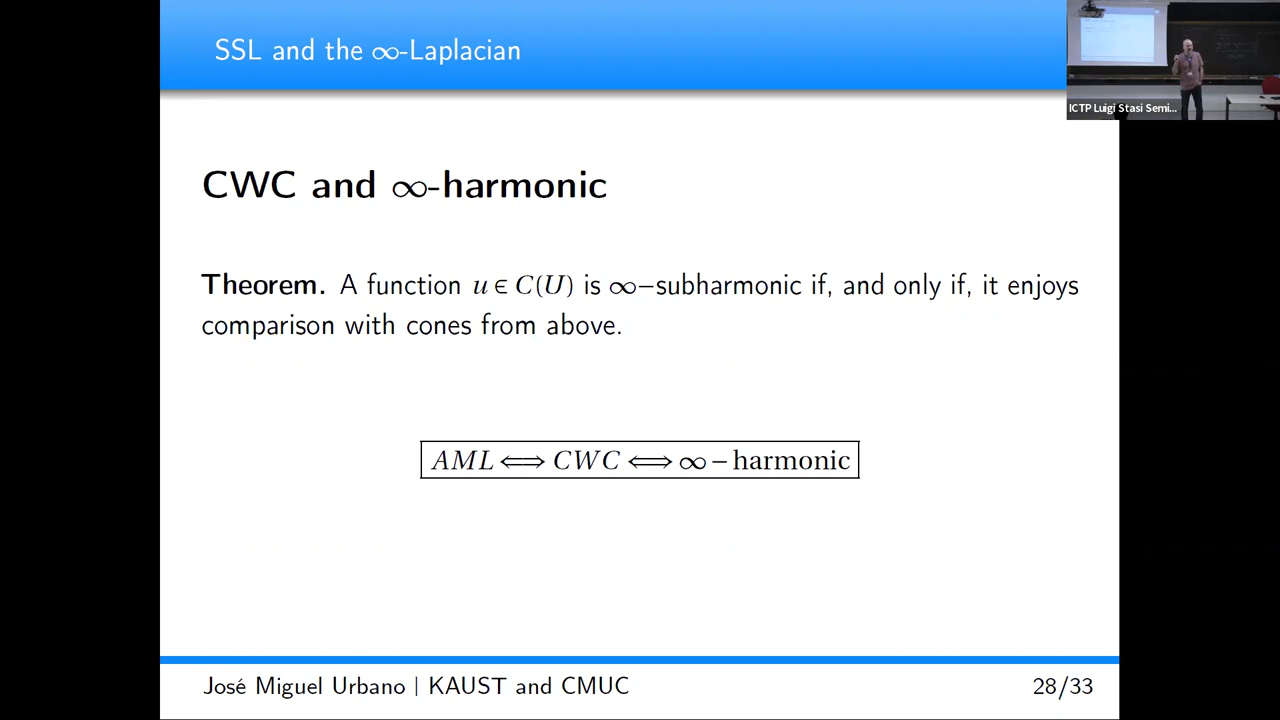 SSL and the ∞-Laplacian
ICTP Luigi Stasi Semi...
CWC and ∞-harmonic
Theorem. A function u ∈ C(U) is ∞−subharmonic if, and only if, it enjoys
comparison with cones from above.
AML ⟺ CWC ⟺ ∞ − harmonic
José Miguel Urbano | KAUST and CMUC
28/33